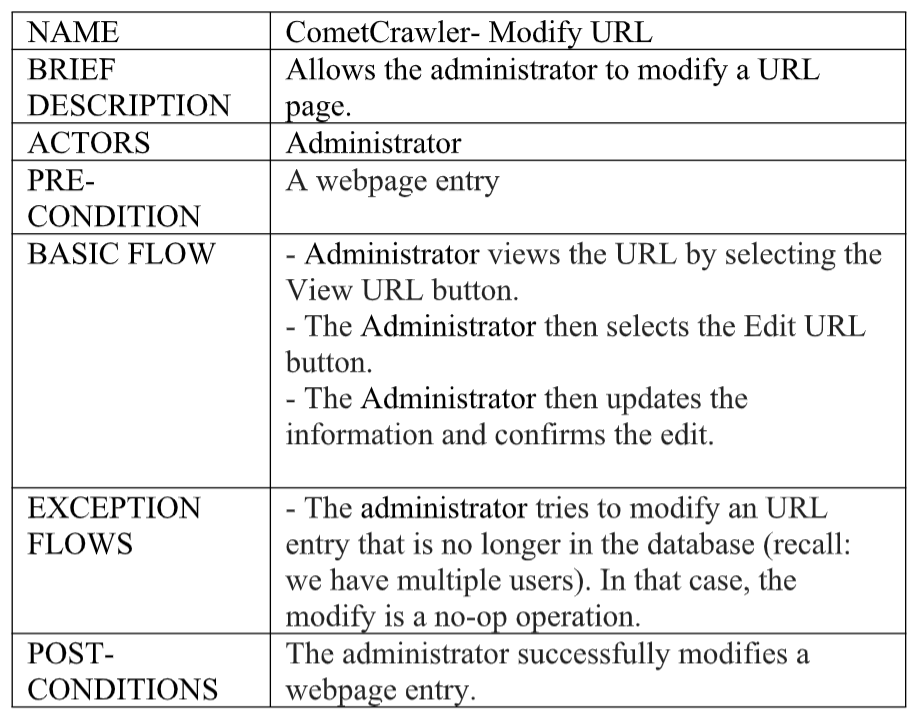 NAME
CometCrawler- Modify URL
BRIEF
DESCRIPTION
Allows the administrator to modify a URL
page.
ACTORS
Administrator
PRE-
CONDITION
A webpage entry
BASIC FLOW
- Administrator views the URL by selecting the
View URL button.
- The Administrator then selects the Edit URL
button.
- The Administrator then updates the
information and confirms the edit.
EXCEPTION
FLOWS
- The administrator tries to modify an URL
entry that is no longer in the database (recall:
we have multiple users). In that case, the
modify is a no-op operation.
POST-
CONDITIONS
The administrator successfully modifies a
webpage entry.